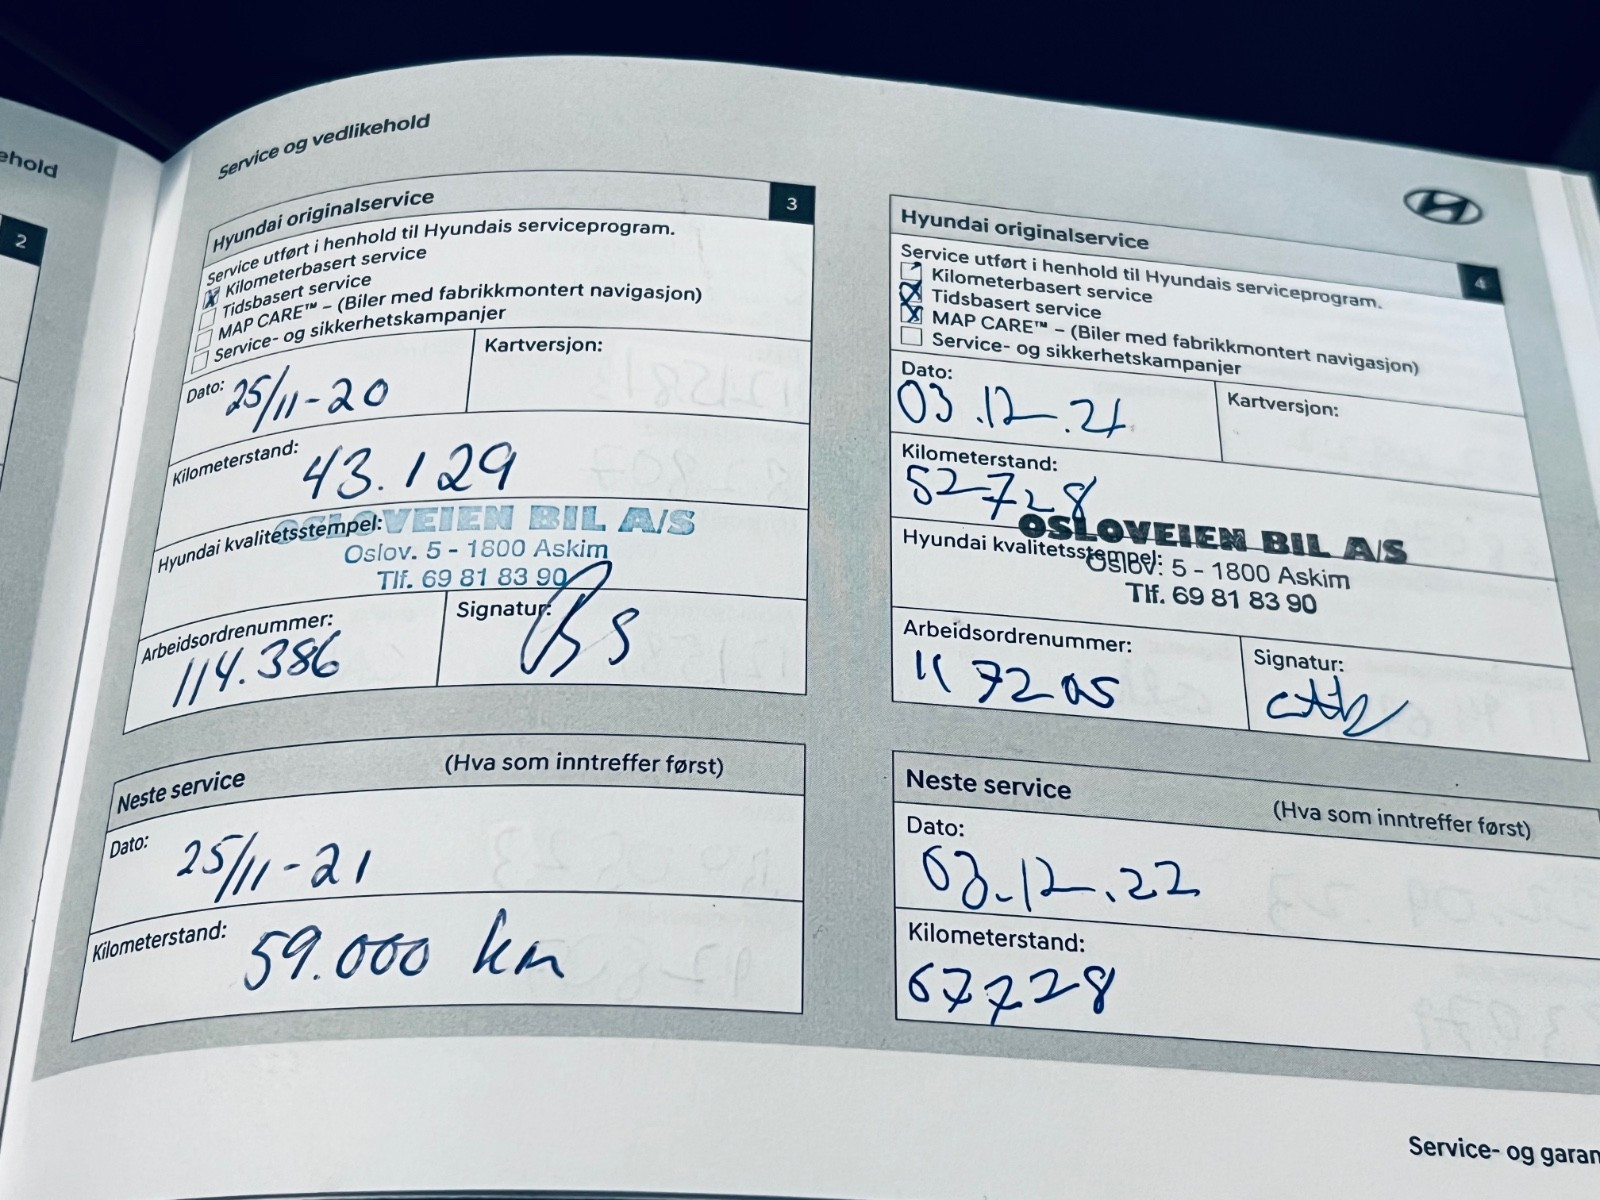 ehold
2
Service og vedlikehold
Hyundai originalservice
3
Service utført i henhold til Hyundais serviceprogram.
Kilometerbasert service
Tidsbasert service
MAP CARE™ – (Biler med fabrikkmontert navigasjon)
Service- og sikkerhetskampanjer
Dato: 25/11-20
Kartversjon:
Kilometerstand: 43.129
Hyundai kvalitetsstempel:
OSLOVEIEN BIL A/S
Oslov. 5 - 1800 Askim
Tlf. 69 81 83 90
Arbeidsordrenummer: 114.386
Signatur:
Neste service (Hva som inntreffer først)
Dato: 25/11-21
Kilometerstand: 59.000 km
Hyundai originalservice
4
Service utført i henhold til Hyundais serviceprogram.
Kilometerbasert service
Tidsbasert service
MAP CARE™ – (Biler med fabrikkmontert navigasjon)
Service- og sikkerhetskampanjer
Dato:
03.12.21
Kartversjon:
Kilometerstand:
52728
Hyundai kvalitetsstempel:
OSLOVEIEN BIL A/S
Oslov. 5 - 1800 Askim
Tlf. 69 81 83 90
Arbeidsordrenummer:
117205
Signatur:
Neste service (Hva som inntreffer først)
Dato:
03.12.22
Kilometerstand:
67728
Service- og garan